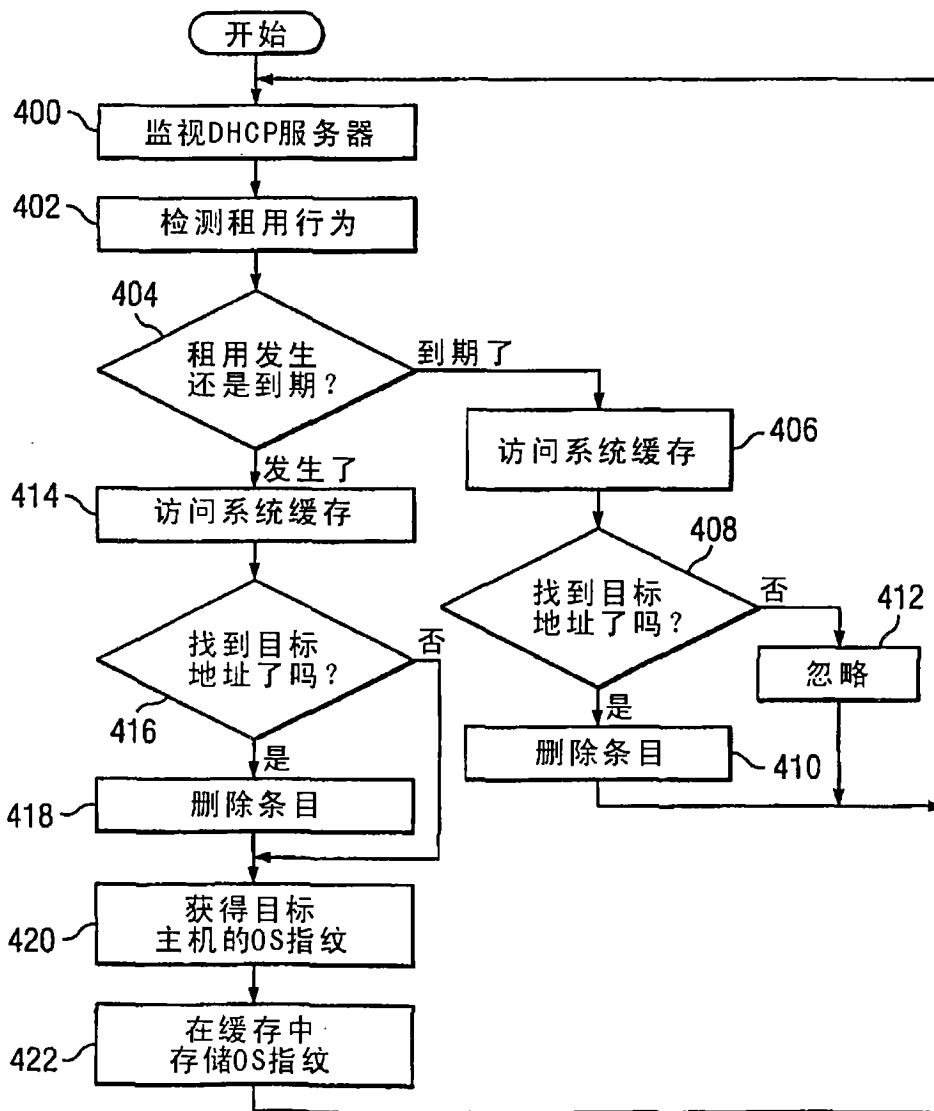 开始
400
监视DHCP服务器
402
检测租用行为
404
租用发生
还是到期?
到期了
发生了
406
访问系统缓存
414
访问系统缓存
408
找到目标
地址了吗?
否
412
忽略
是
删除条目
410
找到目标
地址了吗?
否
416
是
418
删除条目
420
获得目标
主机的OS指纹
422
在缓存中
存储OS指纹